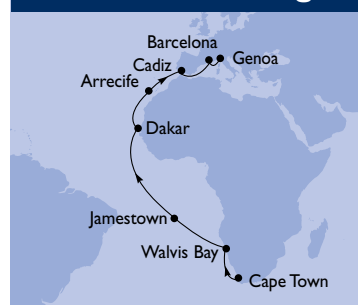 Barcelona
Genoa
Cadiz
Arrecife
Dakar
Jamestown
Walvis Bay
Cape Town